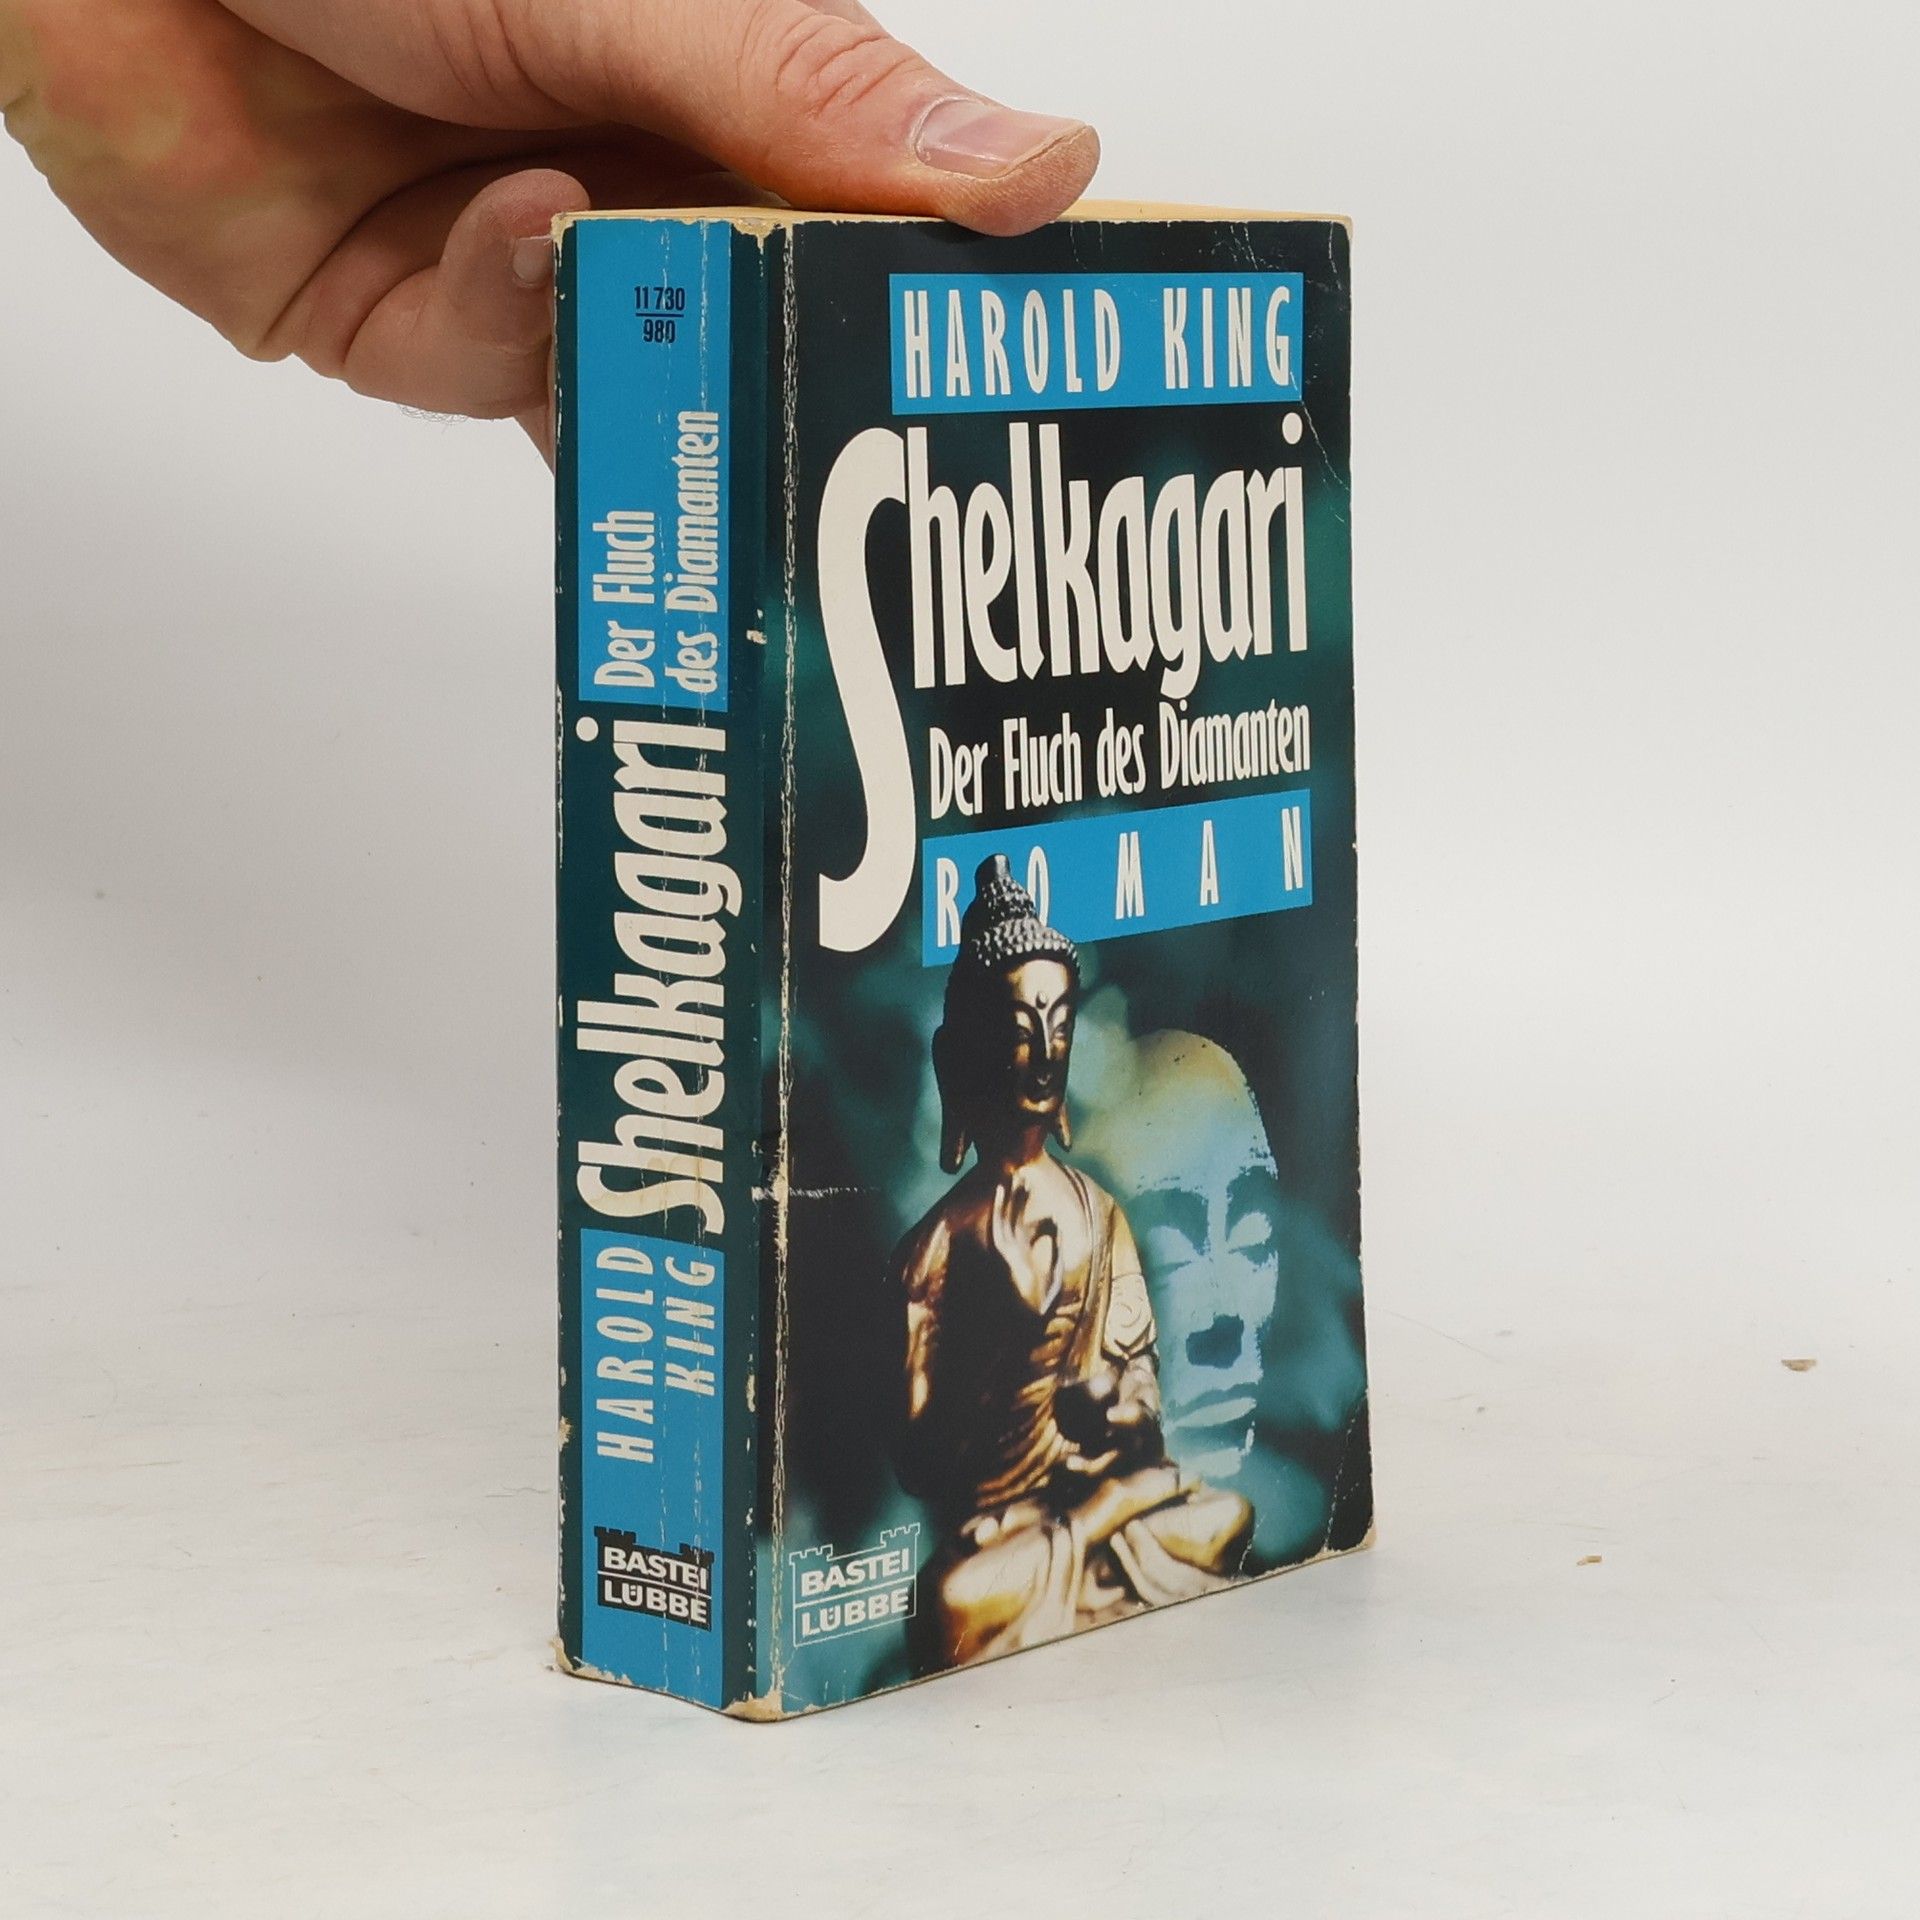 11 730
980
Der Fluch
des Diamanten
Shelkagari
HAROLD
KING
BASTEI
LÜBBE
HAROLD KING
Shelkagari
Der Fluch des Diamanten
ROMAN
BASTEI
LÜBBE